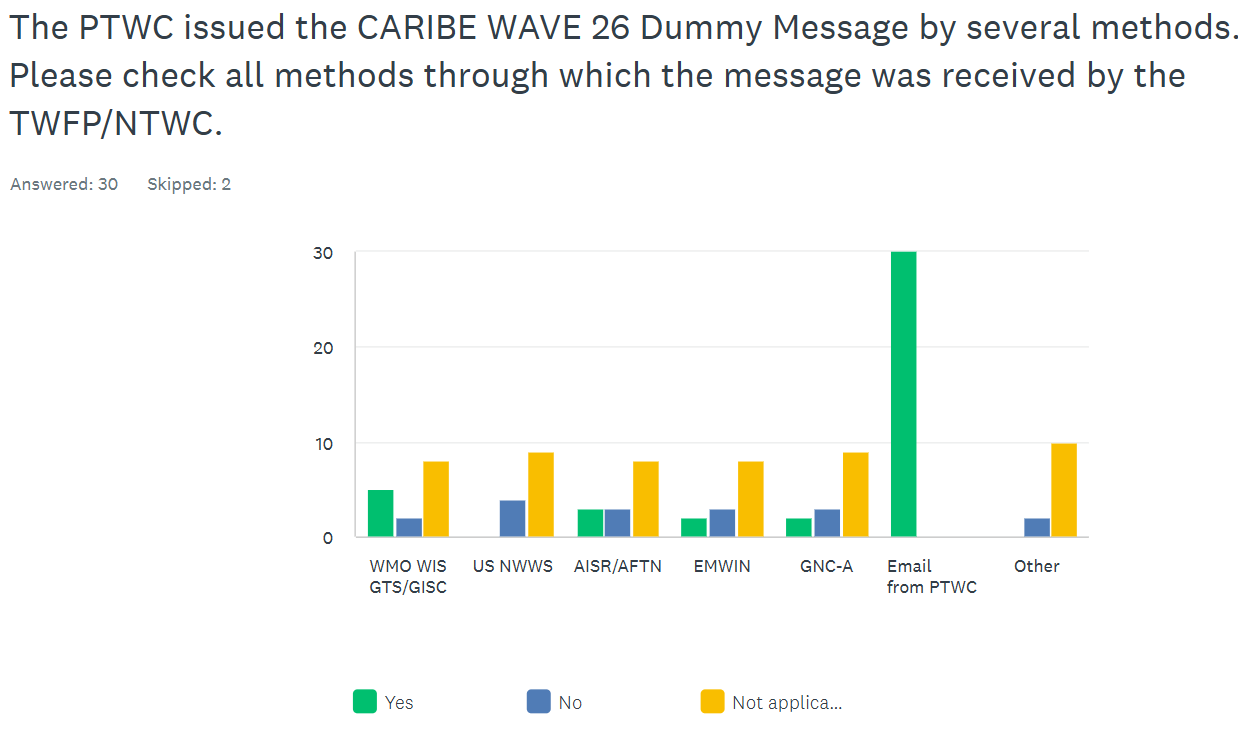 The PTWC issued the CARIBE WAVE 26 Dummy Message by several methods.
Please check all methods through which the message was received by the
TWFP/NTWC.
Answered: 30 Skipped: 2
30
20
10
0
WMO WIS GTS/GISC
US NWWS
AISR/AFTN
EMWIN
GNC-A
Email from PTWC
Other
Yes
No
Not applica...